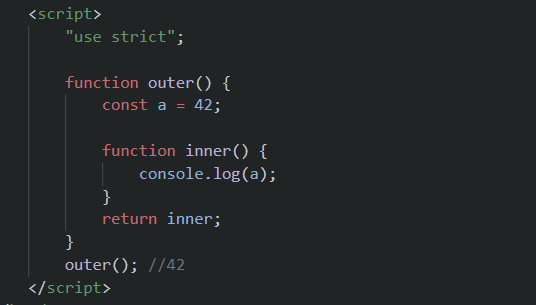 <script>
"use strict";
function outer() {
const a = 42;
function inner() {
console.log(a);
}
return inner;
}
outer(); //42
</script>